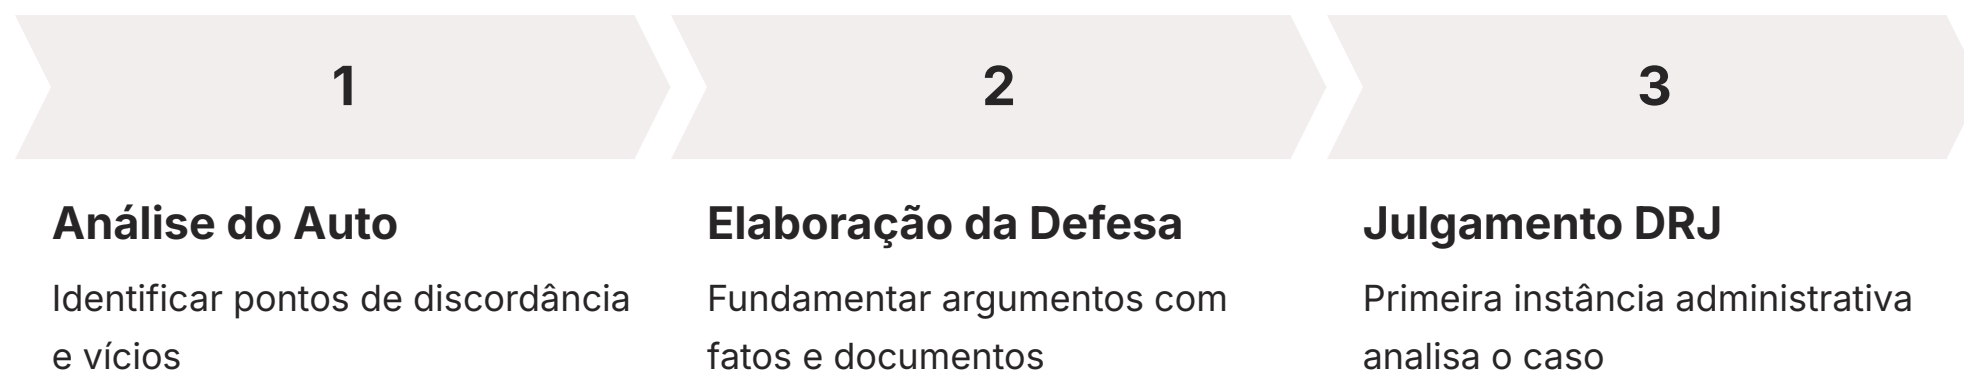 1
2
3
Análise do Auto
Identificar pontos de discordância
e vícios
Elaboração da Defesa
Fundamentar argumentos com
fatos e documentos
Julgamento DRJ
Primeira instância administrativa
analisa o caso